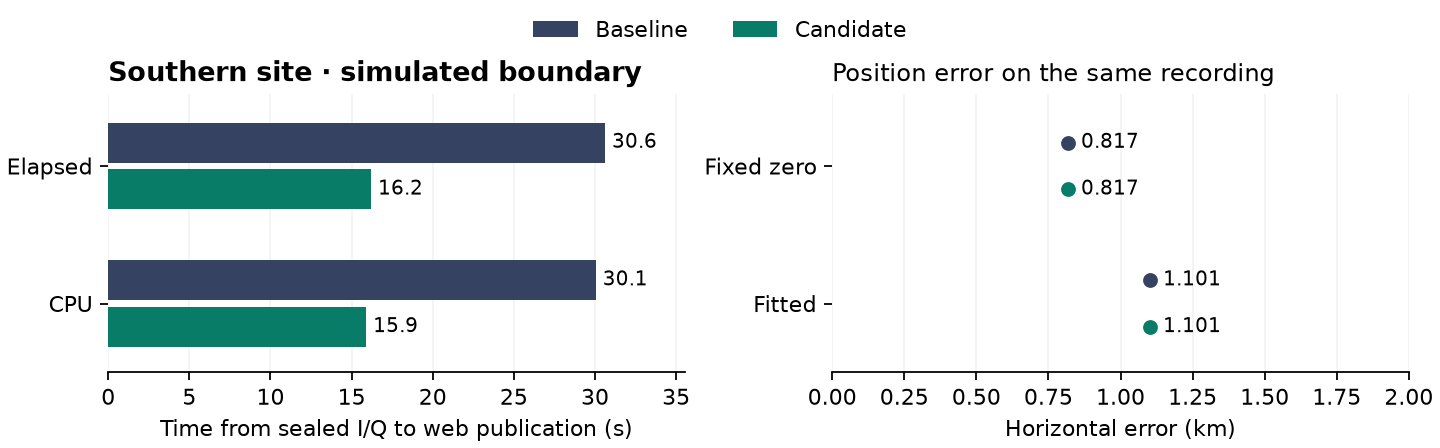 Baseline
Candidate
Southern site · simulated boundary
Elapsed
30.6
16.2
CPU
30.1
15.9
0 5 10 15 20 25 30 35
Time from sealed I/Q to web publication (s)
Position error on the same recording
Fixed zero
0.817
0.817
Fitted
1.101
1.101
0.00 0.25 0.50 0.75 1.00 1.25 1.50 1.75 2.00
Horizontal error (km)